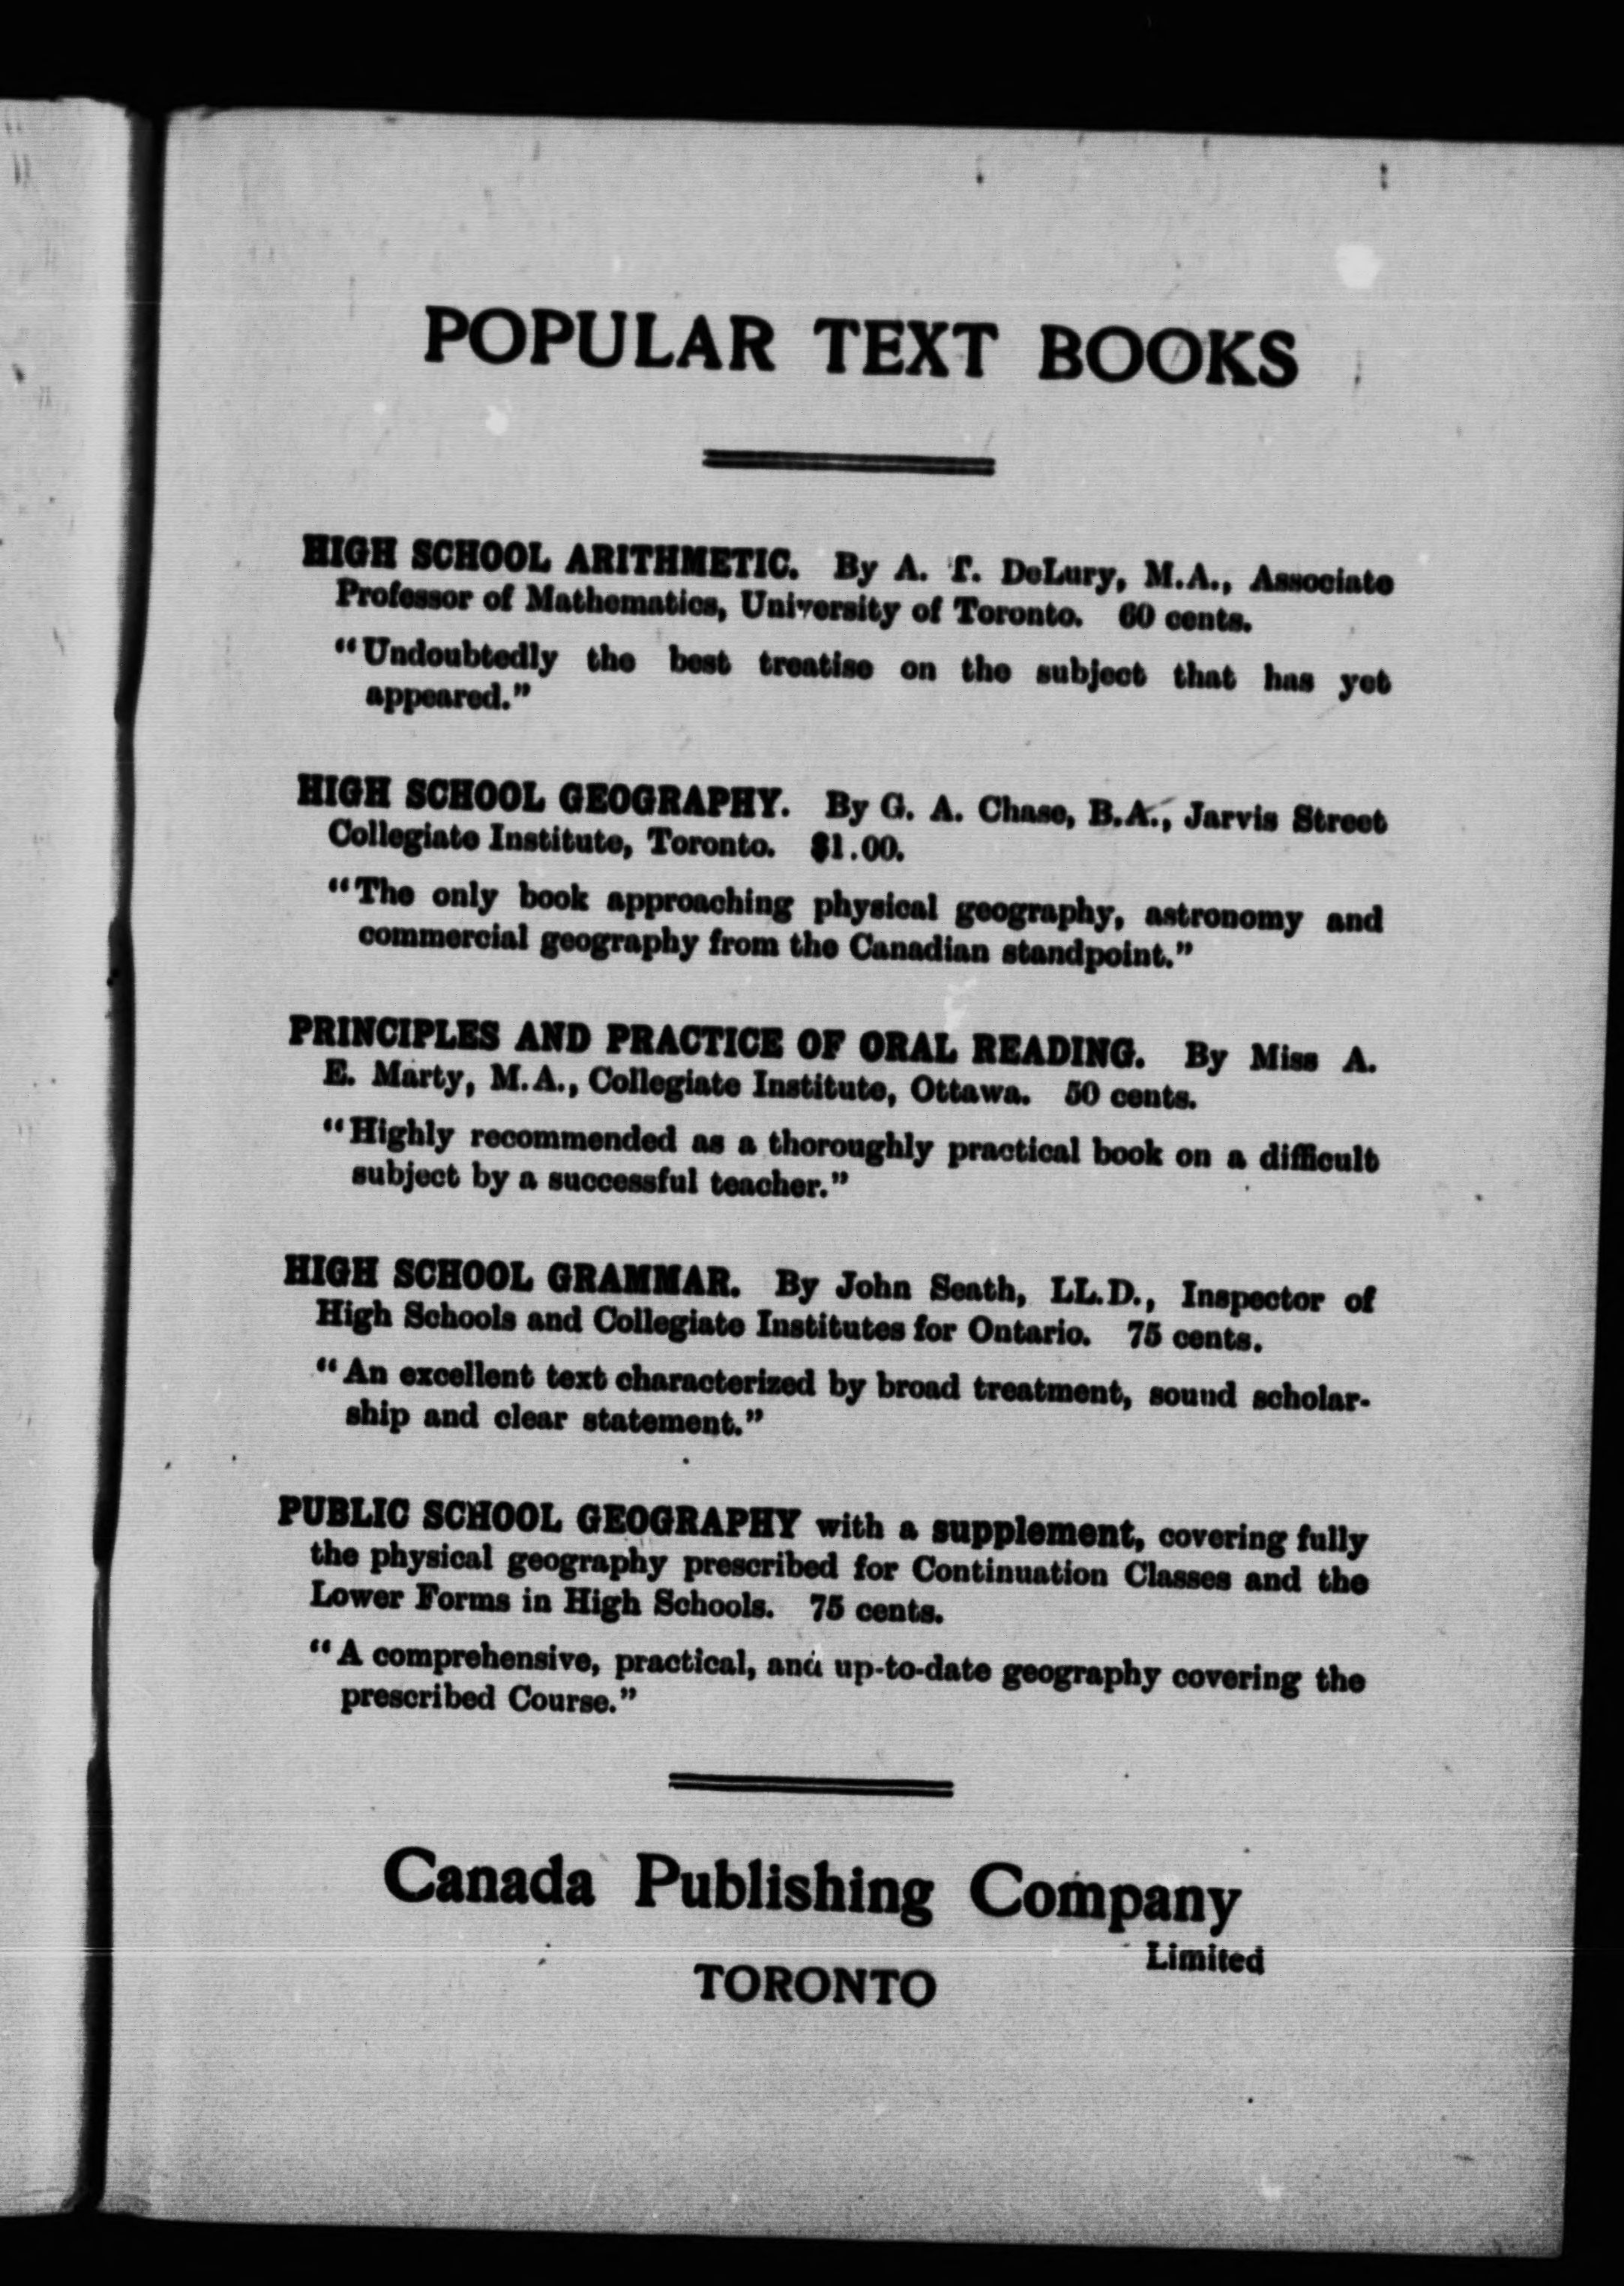 POPULAR TEXT BOOKS
HIGH SCHOOL ARITHMETIC. By A. T. DeLury, M.A., Associate
Professor of Mathematics, University of Toronto. 60 cents.
“Undoubtedly the best treatise on the subject that has yet
appeared.”
HIGH SCHOOL GEOGRAPHY. By G. A. Chase, B.A., Jarvis Street
Collegiate Institute, Toronto. $1.00.
“The only book approaching physical geography, astronomy and
commercial geography from the Canadian standpoint.”
PRINCIPLES AND PRACTICE OF ORAL READING. By Miss A.
E. Marty, M.A., Collegiate Institute, Ottawa. 50 cents.
“Highly recommended as a thoroughly practical book on a difficult
subject by a successful teacher.”
HIGH SCHOOL GRAMMAR. By John Seath, LL.D., Inspector of
High Schools and Collegiate Institutes for Ontario. 75 cents.
“An excellent text characterized by broad treatment, sound scholar-
ship and clear statement.”
PUBLIC SCHOOL GEOGRAPHY with a supplement, covering fully
the physical geography prescribed for Continuation Classes and the
Lower Forms in High Schools. 75 cents.
“A comprehensive, practical, and up-to-date geography covering the
prescribed Course.”
Canada Publishing Company
Limited
TORONTO